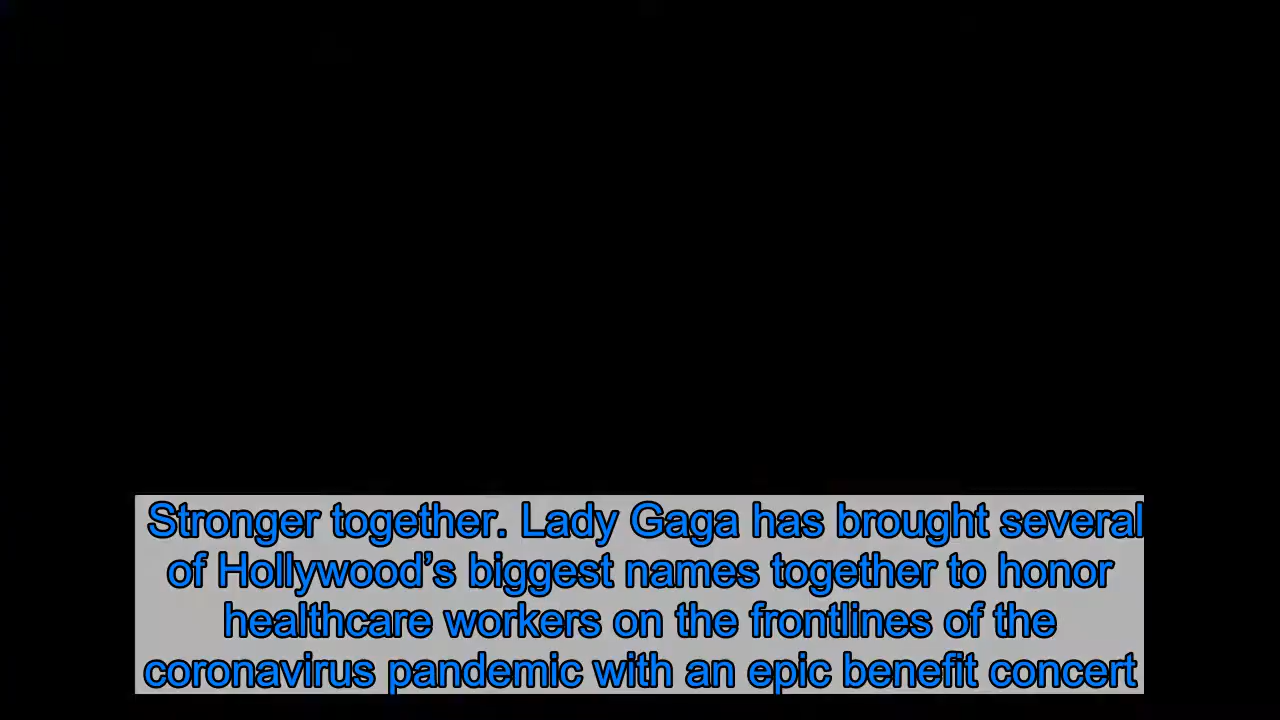 Stronger together. Lady Gaga has brought several
of Hollywood’s biggest names together to honor
healthcare workers on the frontlines of the
coronavirus pandemic with an epic benefit concert